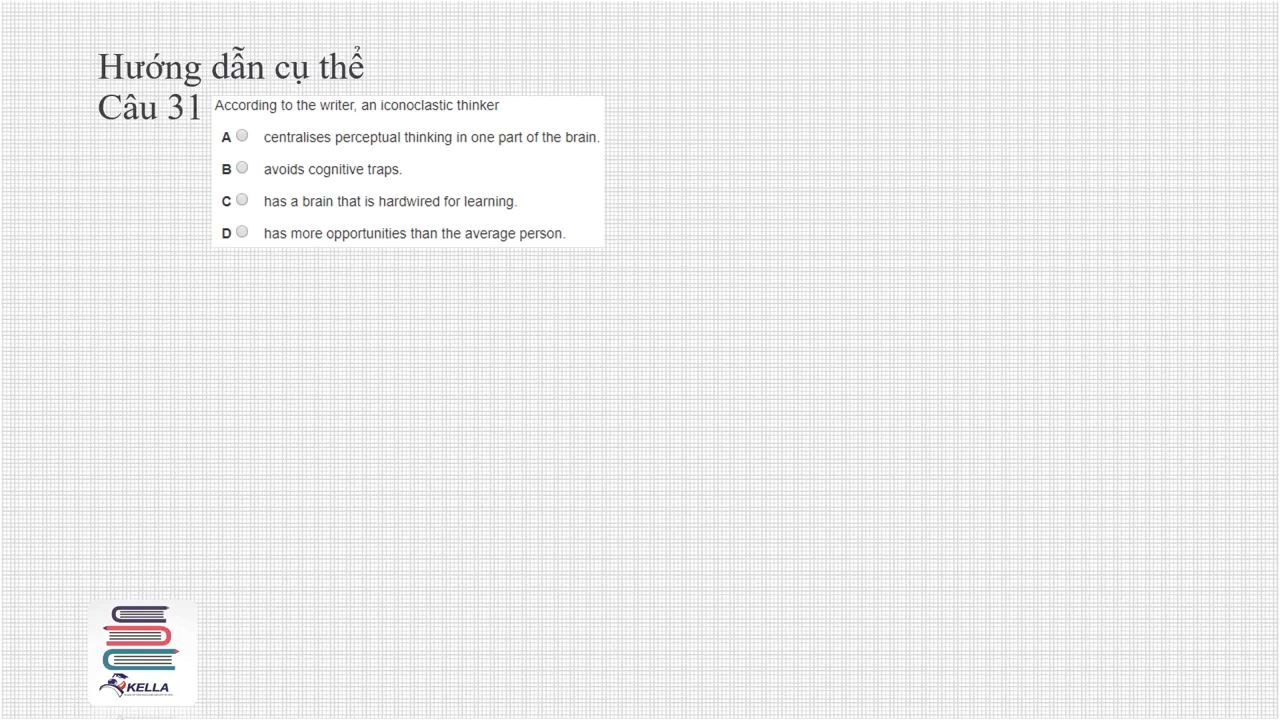 Hướng dẫn cụ thể
Câu 31
According to the writer, an iconoclastic thinker
A centralises perceptual thinking in one part of the brain.
B avoids cognitive traps.
C has a brain that is hardwired for learning.
D has more opportunities than the average person.
KELLA